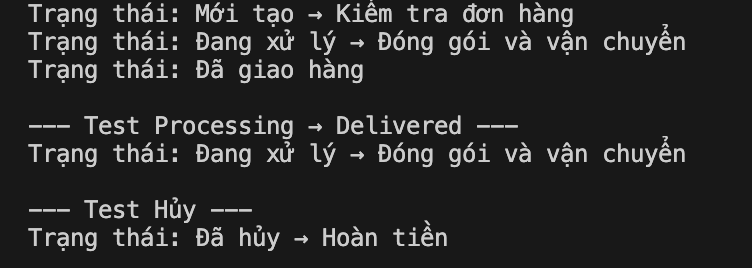 Trạng thái: Mới tạo → Kiểm tra đơn hàng
Trạng thái: Đang xử lý → Đóng gói và vận chuyển
Trạng thái: Đã giao hàng
--- Test Processing → Delivered ---
Trạng thái: Đang xử lý → Đóng gói và vận chuyển
--- Test Hủy ---
Trạng thái: Đã hủy → Hoàn tiền